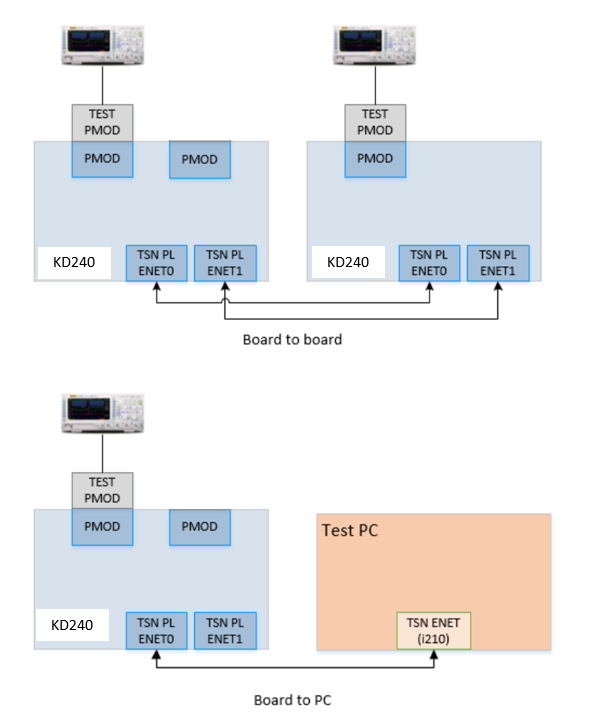 TEST
PMOD
TEST
PMOD
PMOD
PMOD
PMOD
KD240
TSN PL
ENET0
TSN PL
ENET1
KD240
TSN PL
ENET0
TSN PL
ENET1
Board to board
TEST
PMOD
PMOD
PMOD
Test PC
KD240
TSN PL
ENET0
TSN PL
ENET1
TSN ENET
(i210)
Board to PC